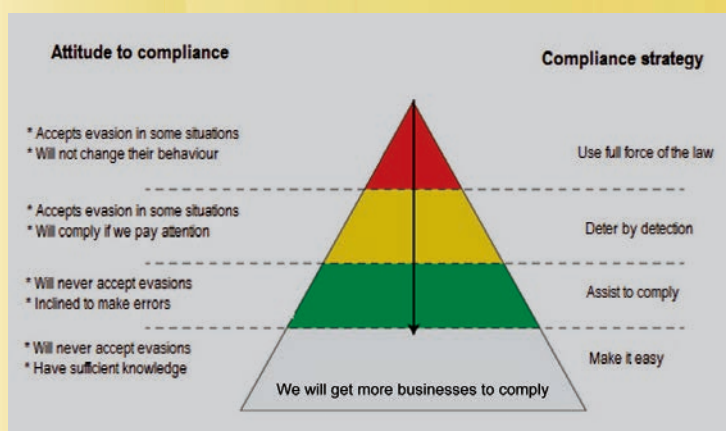 Attitude to compliance
Compliance strategy
* Accepts evasion in some situations
* Will not change their behaviour
Use full force of the law
* Accepts evasion in some situations
* Will comply if we pay attention
Deter by detection
* Will never accept evasions
* Inclined to make errors
Assist to comply
* Will never accept evasions
* Have sufficient knowledge
Make it easy
We will get more businesses to comply